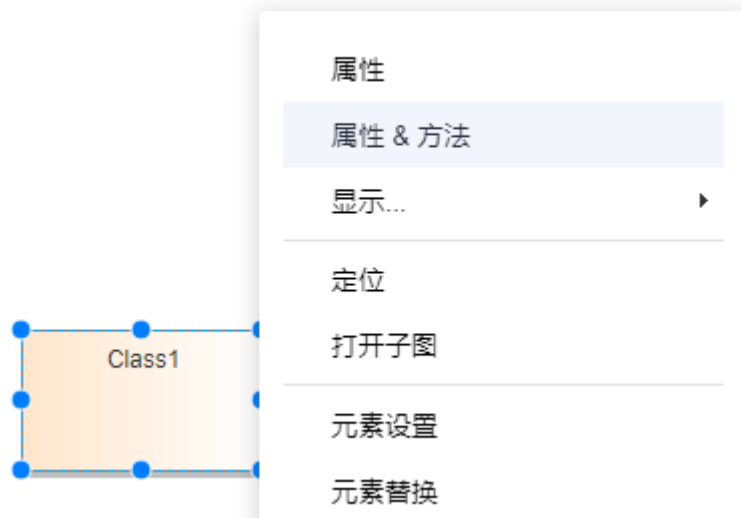 属性
属性 & 方法
显示...
定位
打开子图
Class1
元素设置
元素替换